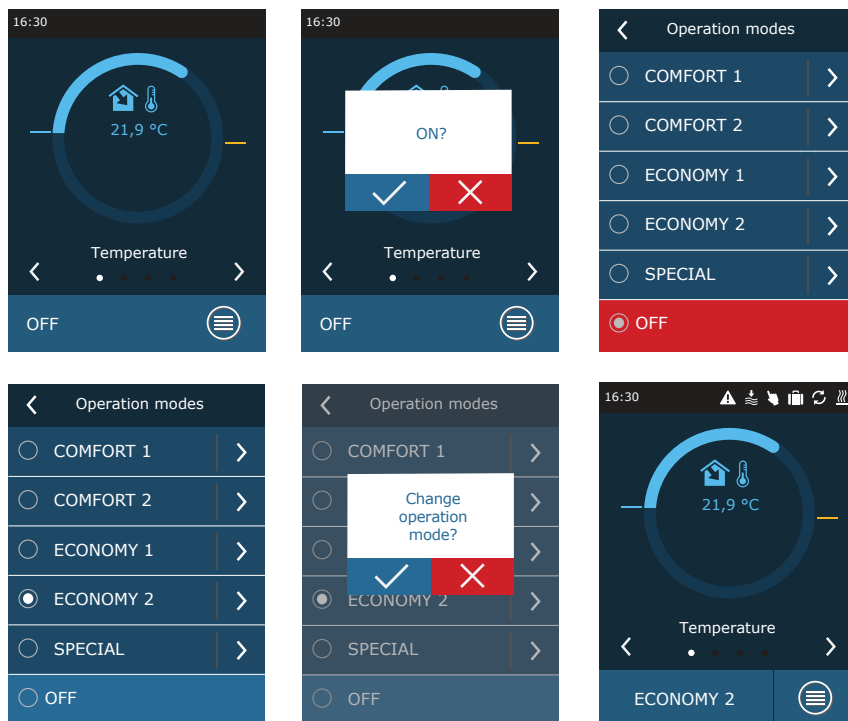 16:30
21,9 °C
Temperature
OFF
16:30
ON?
Temperature
OFF
Operation modes
COMFORT 1
COMFORT 2
ECONOMY 1
ECONOMY 2
SPECIAL
OFF
Operation modes
COMFORT 1
COMFORT 2
ECONOMY 1
ECONOMY 2
SPECIAL
OFF
Operation modes
COMFORT 1
Change
operation
mode?
ECONOMY 2
SPECIAL
OFF
16:30
21,9 °C
Temperature
ECONOMY 2